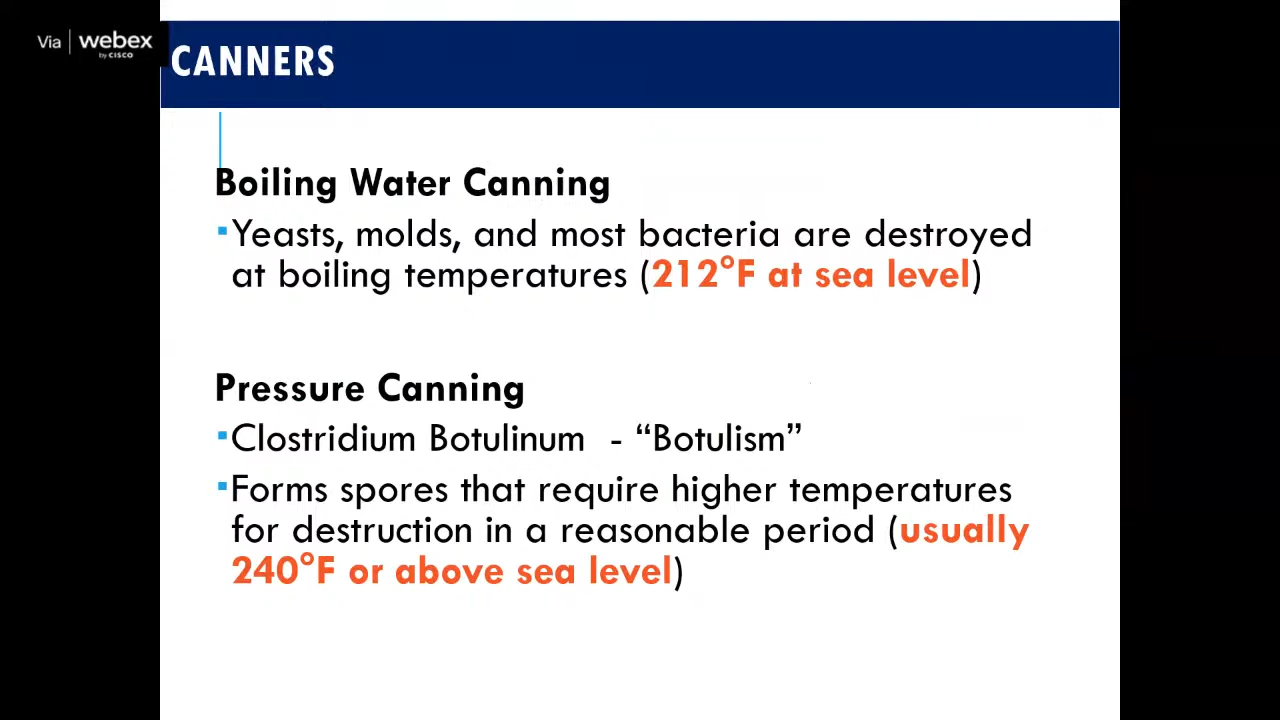 Via webex
by CISCO
CANNERS
Boiling Water Canning
▪Yeasts, molds, and most bacteria are destroyed
at boiling temperatures (212°F at sea level)
Pressure Canning
▪Clostridium Botulinum - “Botulism”
▪Forms spores that require higher temperatures
for destruction in a reasonable period (usually
240°F or above sea level)